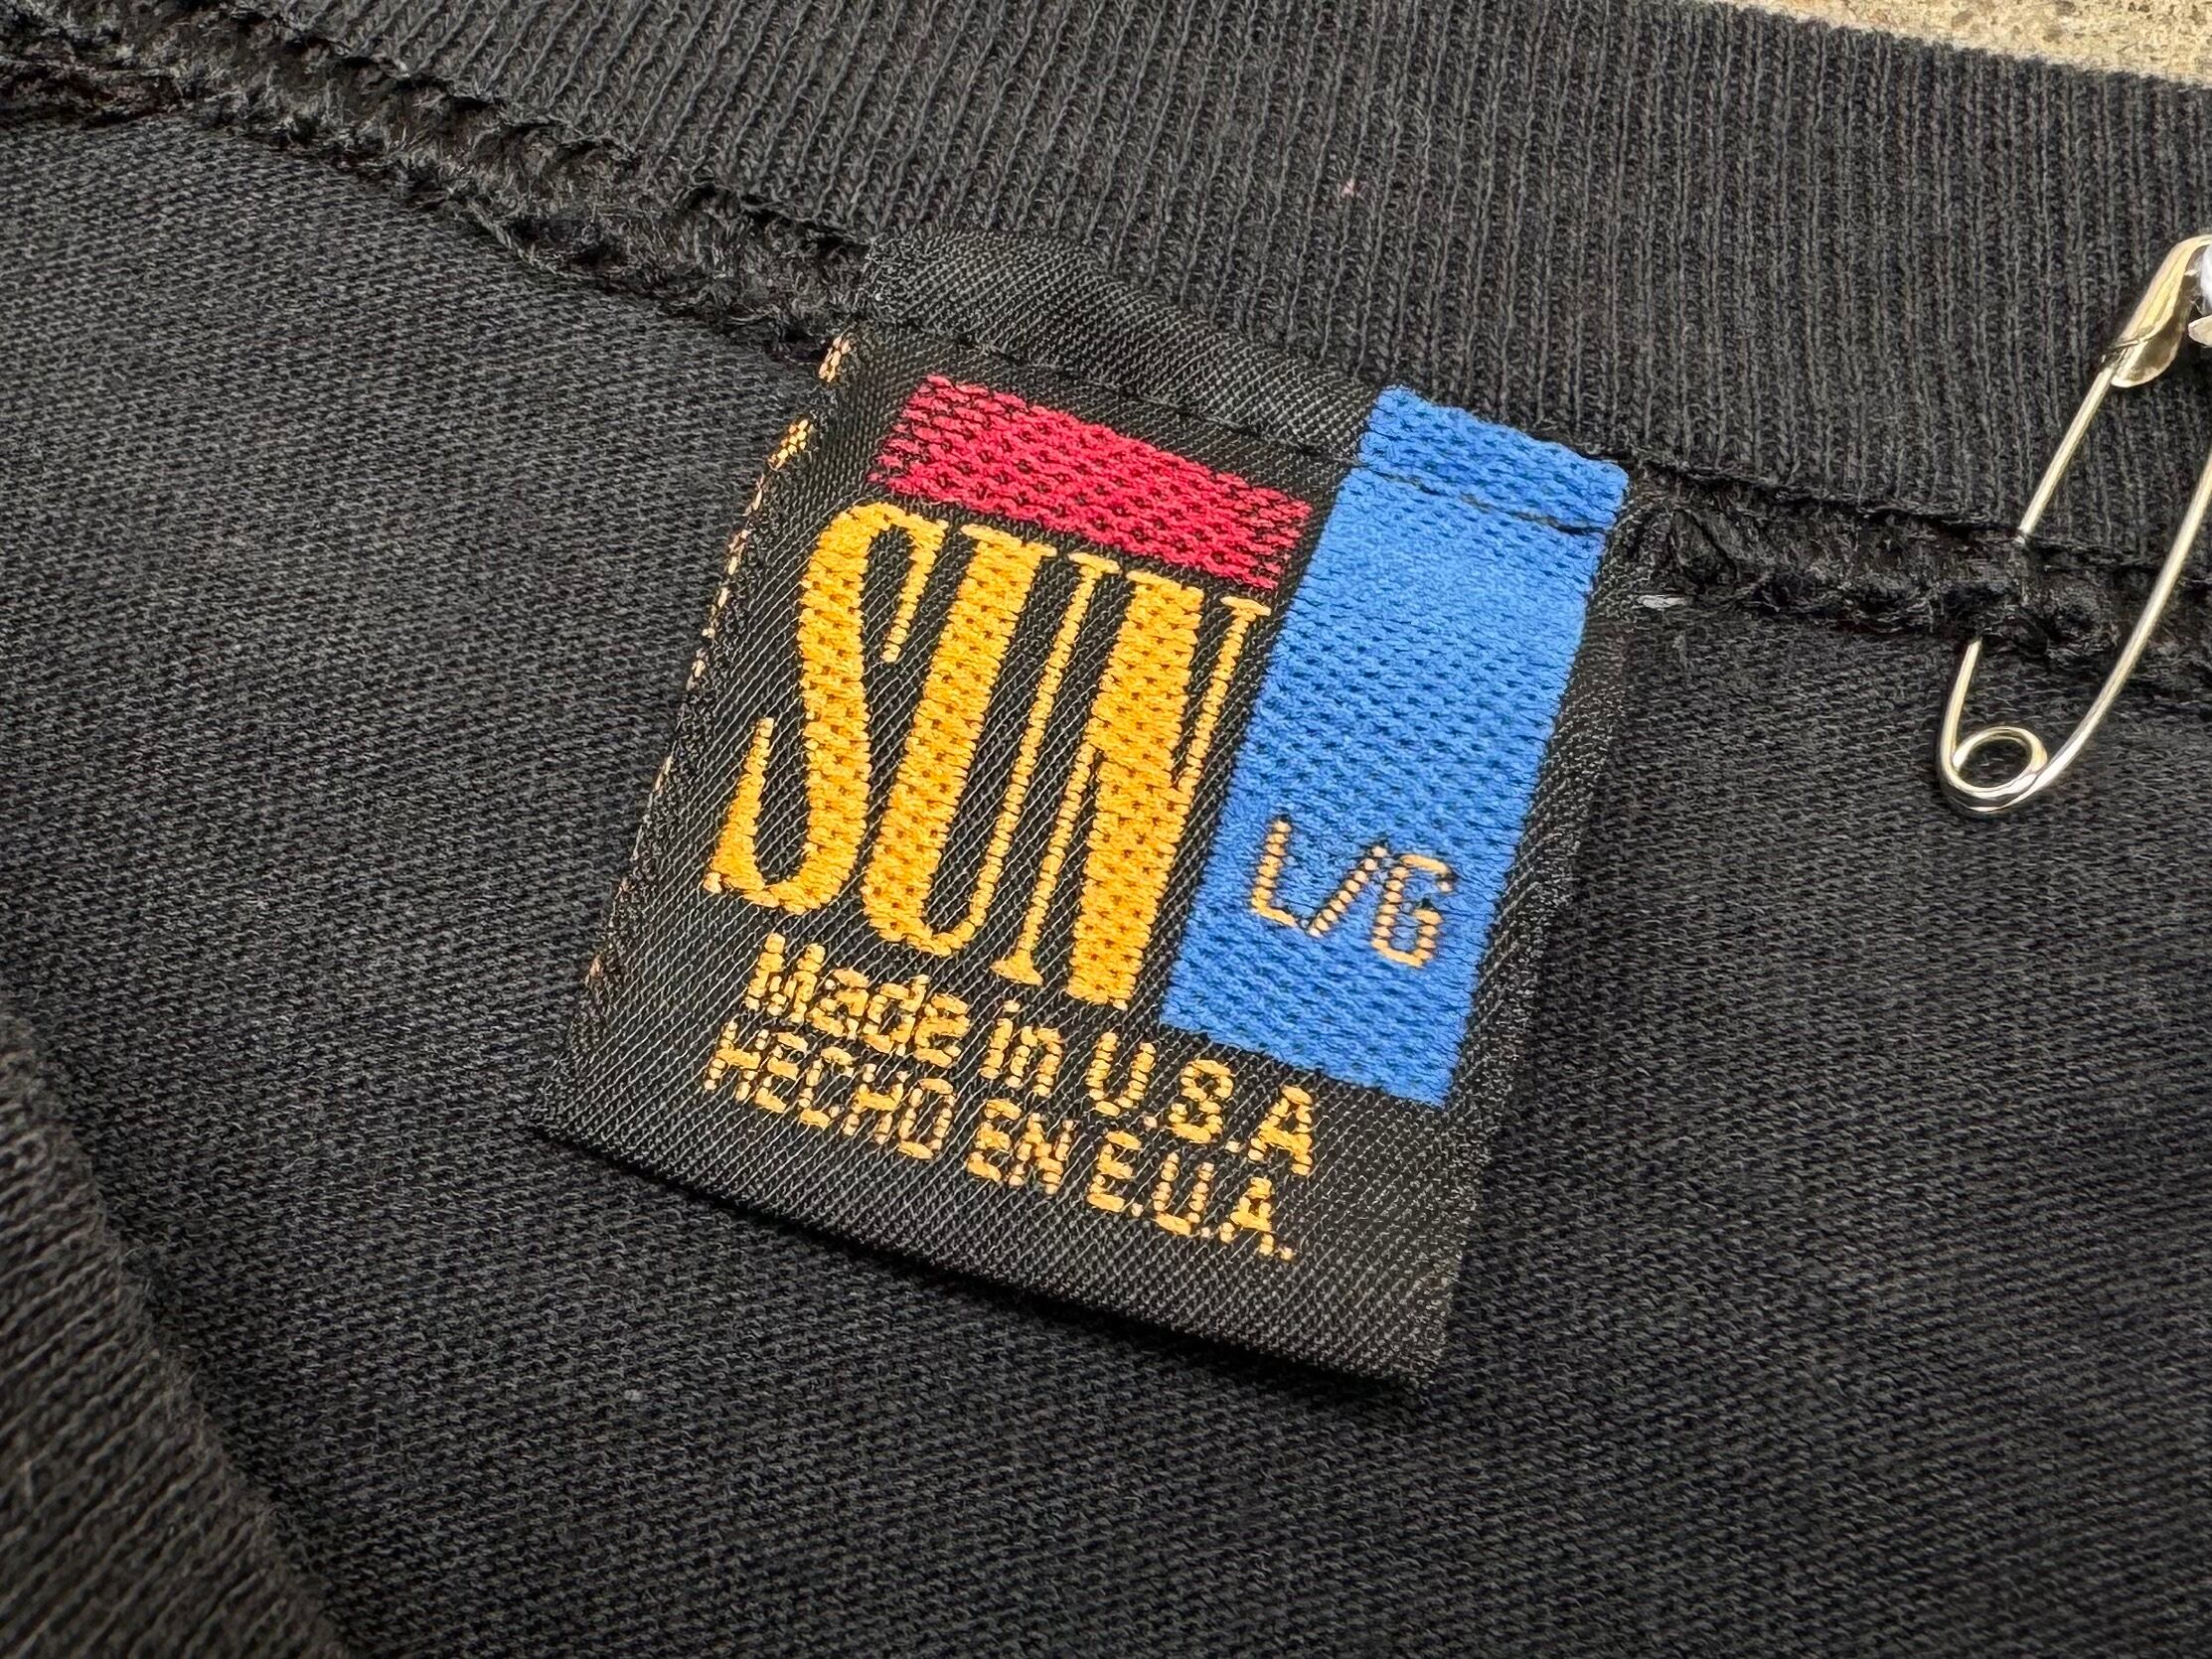 SUN
L/G
Made in U.S.A
HECHO EN E.U.A.